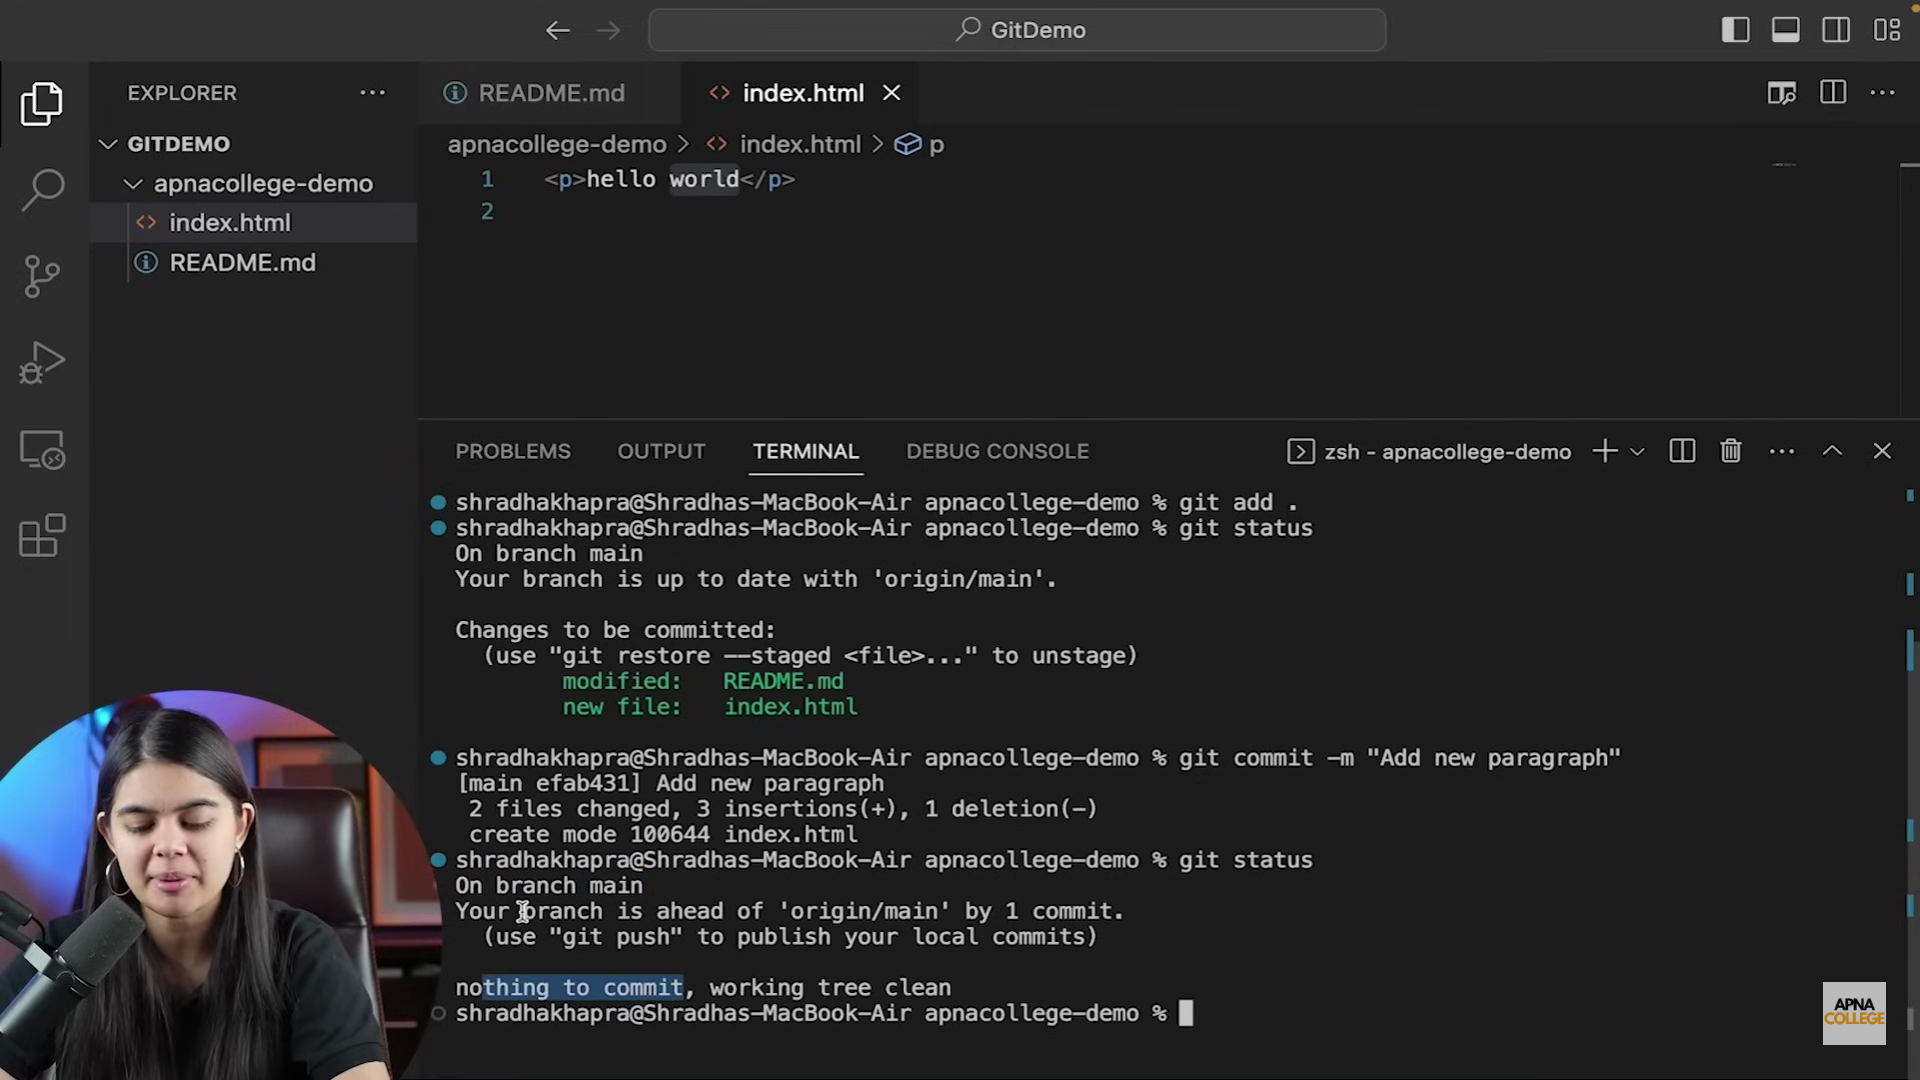 GitDemo
EXPLORER
README.md
index.html
GITDEMO
apnacollege-demo > index.html > p
apnacollege-demo
1 <p>hello world</p>
index.html
2
README.md
PROBLEMS OUTPUT TERMINAL DEBUG CONSOLE
zsh - apnacollege-demo
shradhakhapra@Shradhas-MacBook-Air apnacollege-demo % git add .
shradhakhapra@Shradhas-MacBook-Air apnacollege-demo % git status
On branch main
Your branch is up to date with 'origin/main'.
Changes to be committed:
(use "git restore --staged <file>..." to unstage)
modified: README.md
new file: index.html
shradhakhapra@Shradhas-MacBook-Air apnacollege-demo % git commit -m "Add new paragraph"
[main efab431] Add new paragraph
2 files changed, 3 insertions(+), 1 deletion(-)
create mode 100644 index.html
shradhakhapra@Shradhas-MacBook-Air apnacollege-demo % git status
On branch main
Your branch is ahead of 'origin/main' by 1 commit.
(use "git push" to publish your local commits)
nothing to commit, working tree clean
shradhakhapra@Shradhas-MacBook-Air apnacollege-demo %
APNA
COLLEGE